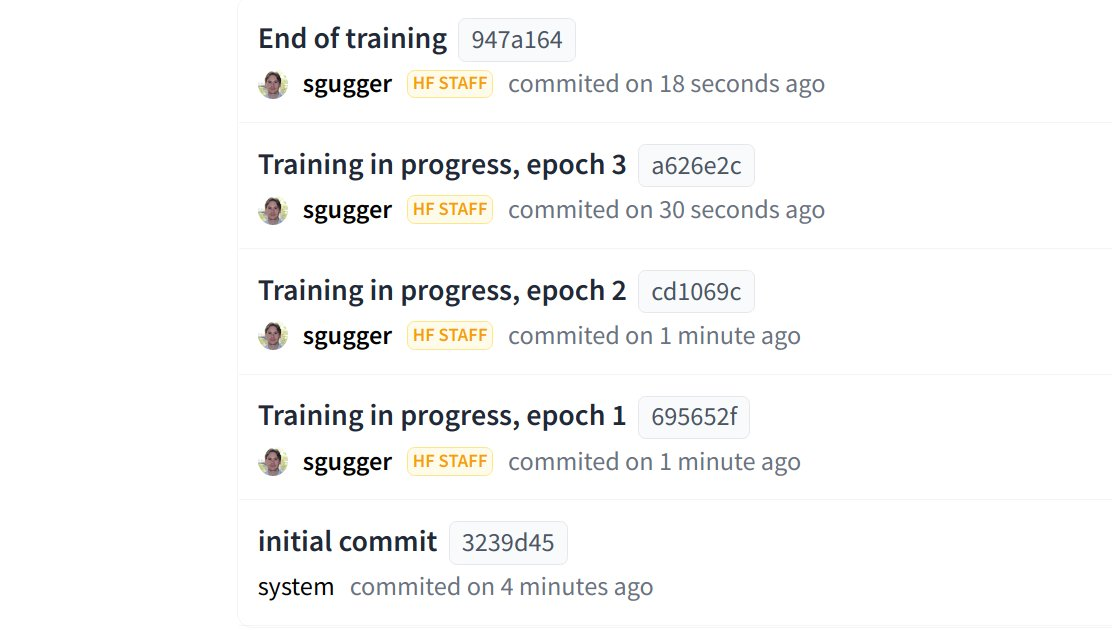 End of training 947a164
sgugger HF STAFF commited on 18 seconds ago
Training in progress, epoch 3 a626e2c
sgugger HF STAFF commited on 30 seconds ago
Training in progress, epoch 2 cd1069c
sgugger HF STAFF commited on 1 minute ago
Training in progress, epoch 1 695652f
sgugger HF STAFF commited on 1 minute ago
initial commit 3239d45
system commited on 4 minutes ago